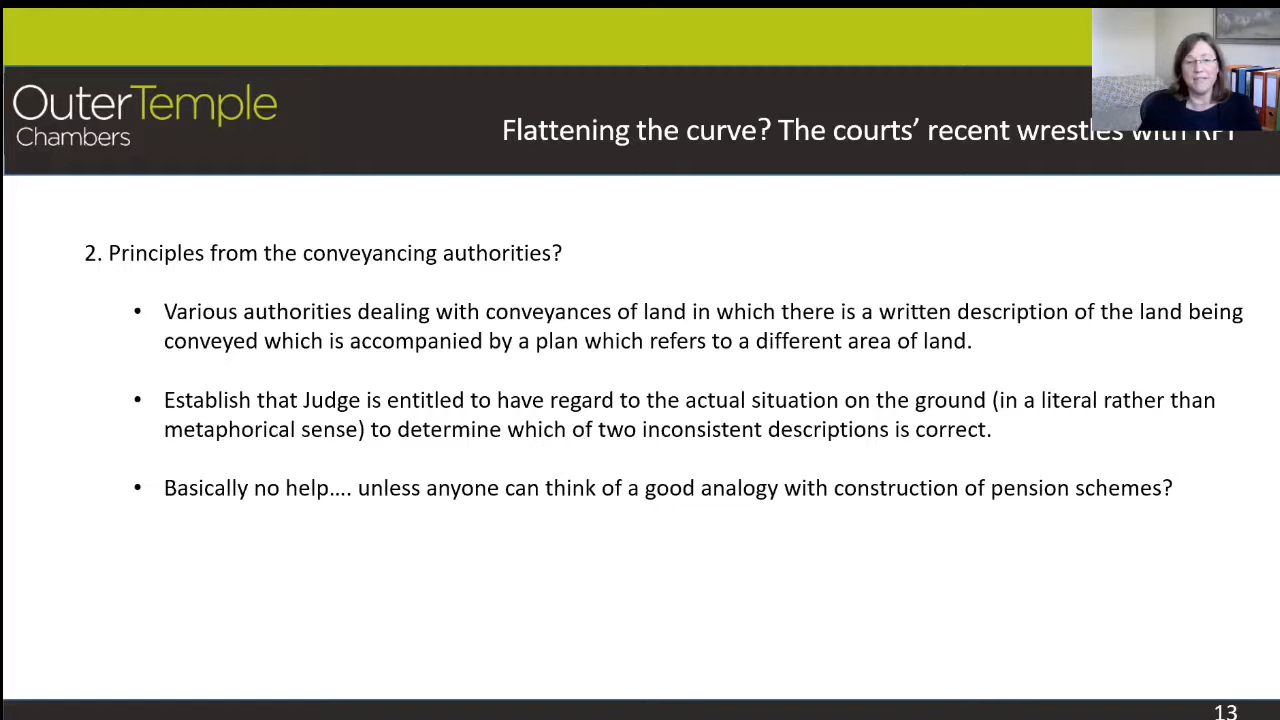 OuterTemple
Chambers
Flattening the curve? The courts’ recent wrestles with RPI
2. Principles from the conveyancing authorities?
• Various authorities dealing with conveyances of land in which there is a written description of the land being
conveyed which is accompanied by a plan which refers to a different area of land.
• Establish that Judge is entitled to have regard to the actual situation on the ground (in a literal rather than
metaphorical sense) to determine which of two inconsistent descriptions is correct.
• Basically no help.... unless anyone can think of a good analogy with construction of pension schemes?
13